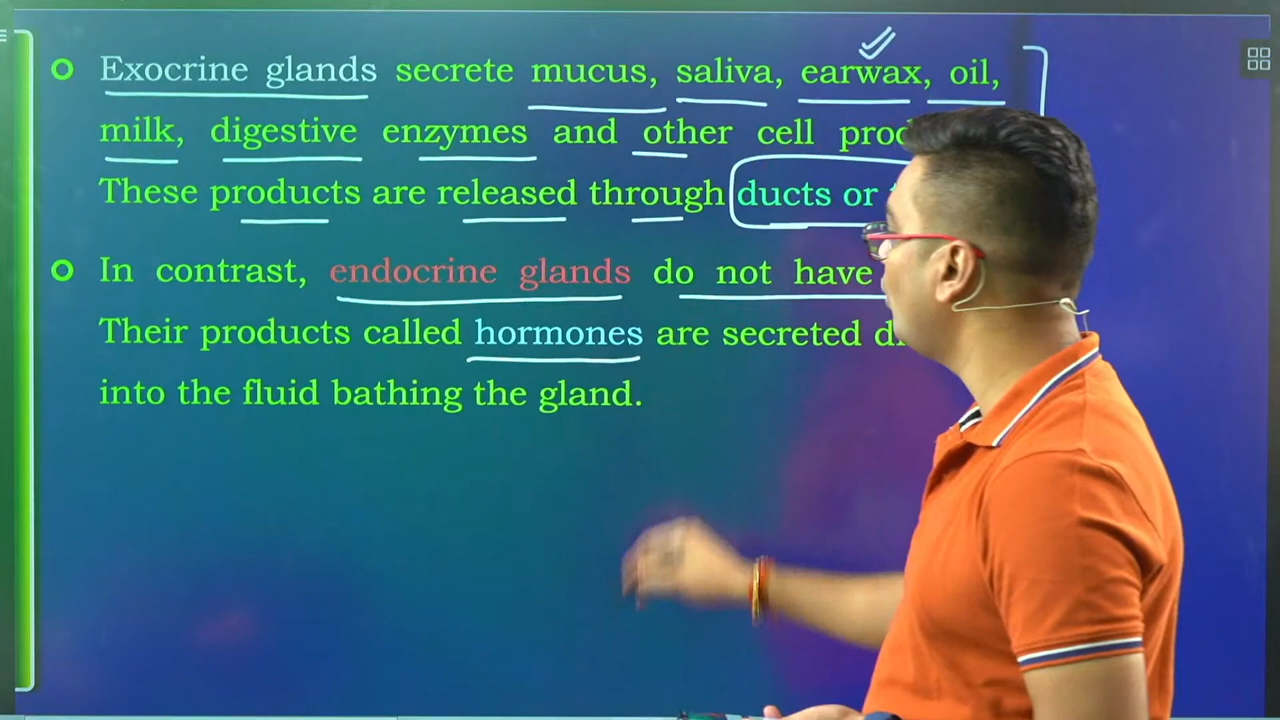 Exocrine glands secrete mucus, saliva, earwax, oil,
milk, digestive enzymes and other cell
These products are released through ducts or
In contrast, endocrine glands do not have
Their products called hormones are secreted
into the fluid bathing the gland.